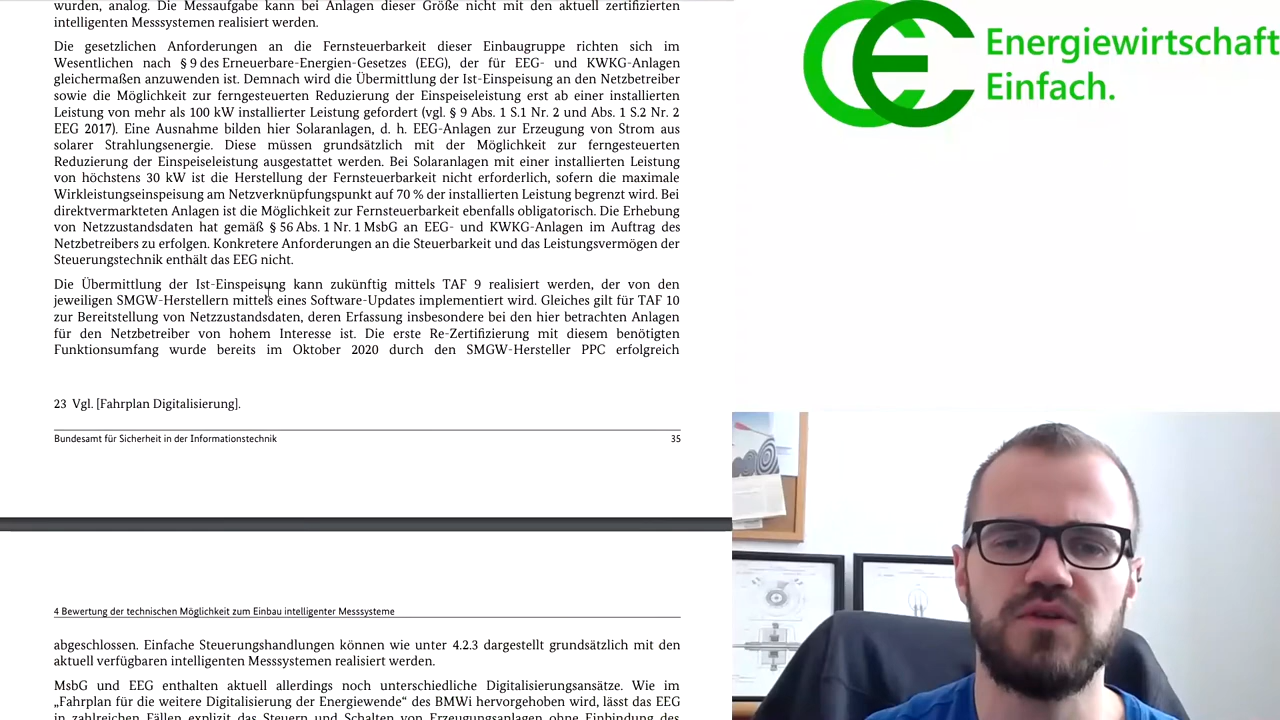 wurden, analog. Die Messaufgabe kann bei Anlagen dieser Größe nicht mit den aktuell zertifizierten
intelligenten Messsystemen realisiert werden.
Die gesetzlichen Anforderungen an die Fernsteuerbarkeit dieser Einbaugruppe richten sich im
Wesentlichen nach § 9 des Erneuerbare-Energien-Gesetzes (EEG), der für EEG- und KWKG-Anlagen
gleichermaßen anzuwenden ist. Demnach wird die Übermittlung der Ist-Einspeisung an den Netzbetreiber
sowie die Möglichkeit zur ferngesteuerten Reduzierung der Einspeiseleistung erst ab einer installierten
Leistung von mehr als 100 kW installierter Leistung gefordert (vgl. § 9 Abs. 1 S.1 Nr. 2 und Abs. 1 S.2 Nr. 2
EEG 2017). Eine Ausnahme bilden hier Solaranlagen, d. h. EEG-Anlagen zur Erzeugung von Strom aus
solarer Strahlungsenergie. Diese müssen grundsätzlich mit der Möglichkeit zur ferngesteuerten
Reduzierung der Einspeiseleistung ausgestattet werden. Bei Solaranlagen mit einer installierten Leistung
von höchstens 30 kW ist die Herstellung der Fernsteuerbarkeit nicht erforderlich, sofern die maximale
Wirkleistungseinspeisung am Netzverknüpfungspunkt auf 70 % der installierten Leistung begrenzt wird. Bei
direktvermarkteten Anlagen ist die Möglichkeit zur Fernsteuerbarkeit ebenfalls obligatorisch. Die Erhebung
von Netzzustandsdaten hat gemäß § 56 Abs. 1 Nr. 1 MsbG an EEG- und KWKG-Anlagen im Auftrag des
Netzbetreibers zu erfolgen. Konkretere Anforderungen an die Steuerbarkeit und das Leistungsvermögen der
Steuerungstechnik enthält das EEG nicht.
Die Übermittlung der Ist-Einspeisung kann zukünftig mittels TAF 9 realisiert werden, der von den
jeweiligen SMGW-Herstellern mittels eines Software-Updates implementiert wird. Gleiches gilt für TAF 10
zur Bereitstellung von Netzzustandsdaten, deren Erfassung insbesondere bei den hier betrachten Anlagen
für den Netzbetreiber von hohem Interesse ist. Die erste Re-Zertifizierung mit diesem benötigten
Funktionsumfang wurde bereits im Oktober 2020 durch den SMGW-Hersteller PPC erfolgreich
23 Vgl. [Fahrplan Digitalisierung].
Bundesamt für Sicherheit in der Informationstechnik 35
4 Bewertung der technischen Möglichkeit zum Einbau intelligenter Messsysteme
abgeschlossen. Einfache Steuerungshandlungen können wie unter 4.2.3 dargestellt grundsätzlich mit den
aktuell verfügbaren intelligenten Messsystemen realisiert werden.
MsbG und EEG enthalten aktuell allerdings noch unterschiedliche Digitalisierungsansätze. Wie im
„Fahrplan für die weitere Digitalisierung der Energiewende“ des BMWi hervorgehoben wird, lässt das EEG
in zahlreichen Fällen explizit das Steuern und Schalten von Erzeugungsanlagen ohne Einbindung des
Energiewirtschaft
Einfach.